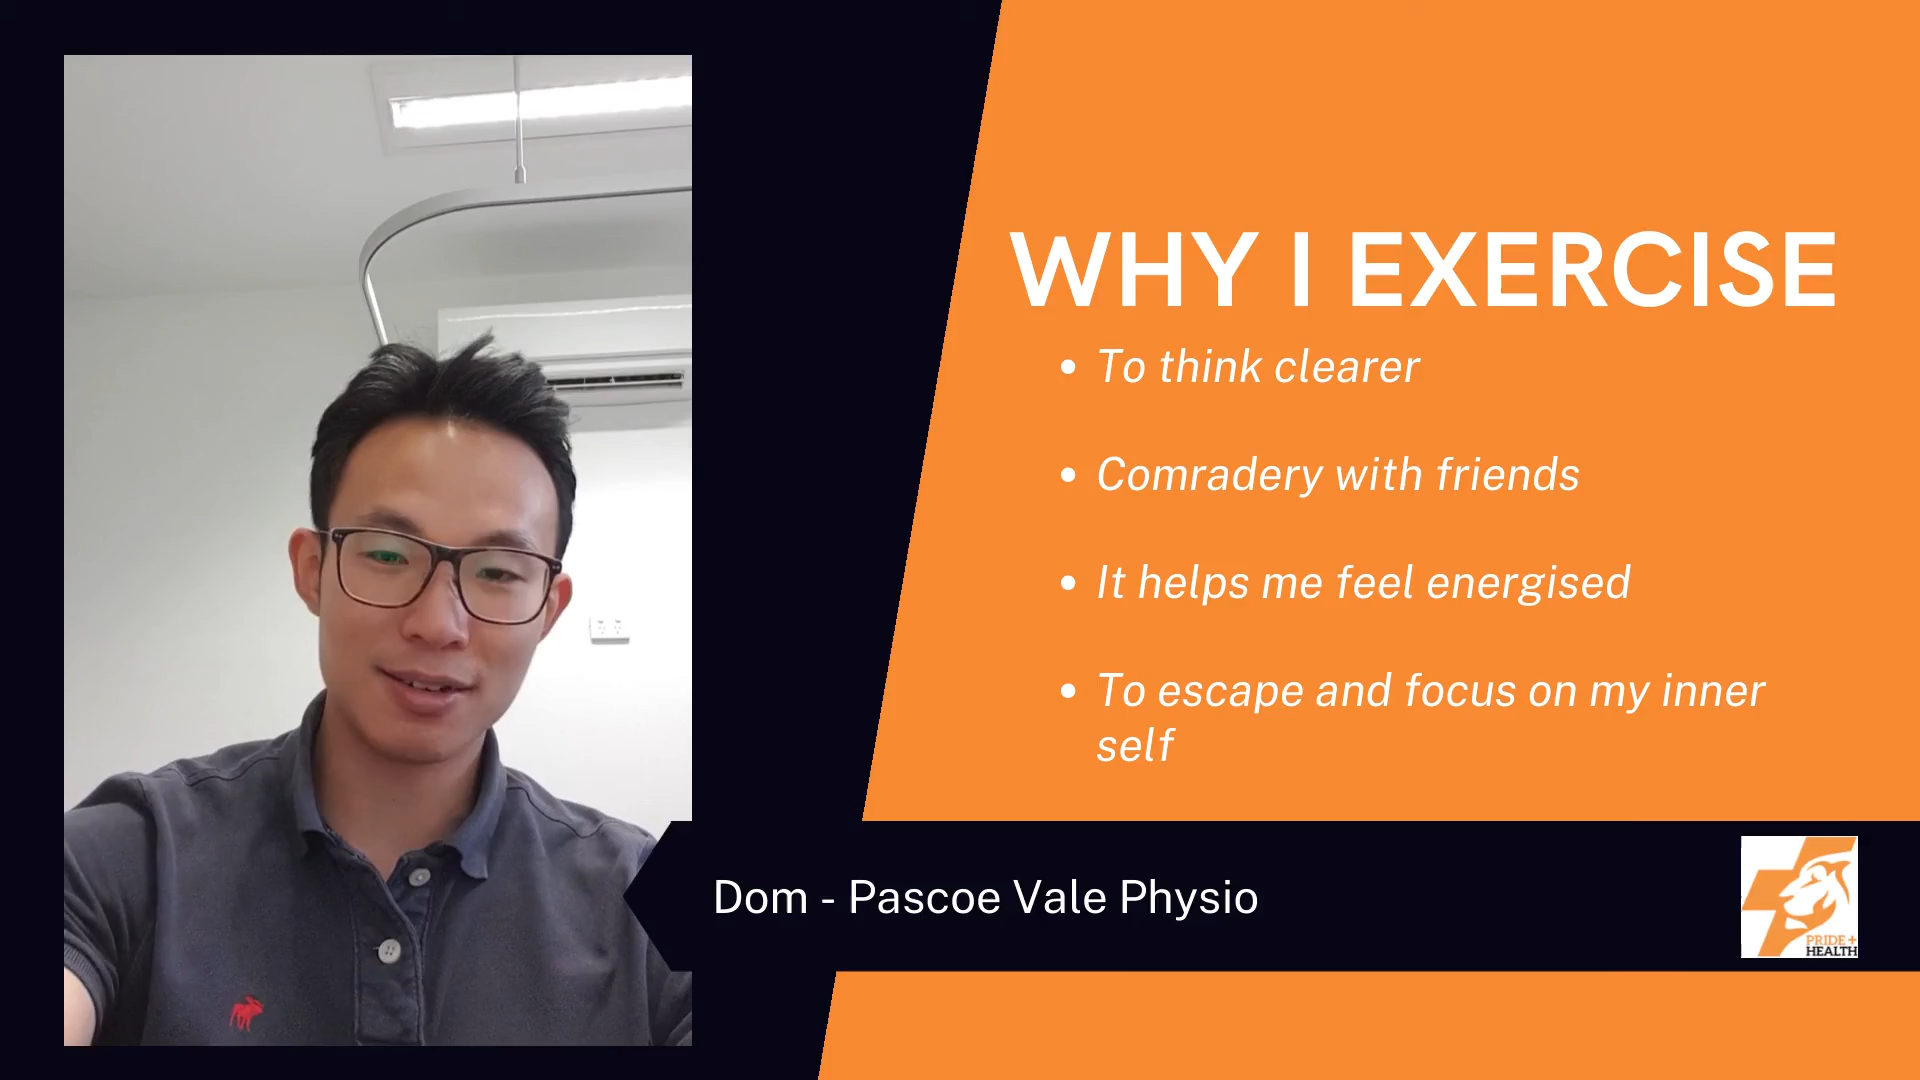 WHY I EXERCISE
• To think clearer
• Comradery with friends
• It helps me feel energised
• To escape and focus on my inner
self
Dom - Pascoe Vale Physio
PRIDE +
HEALTH